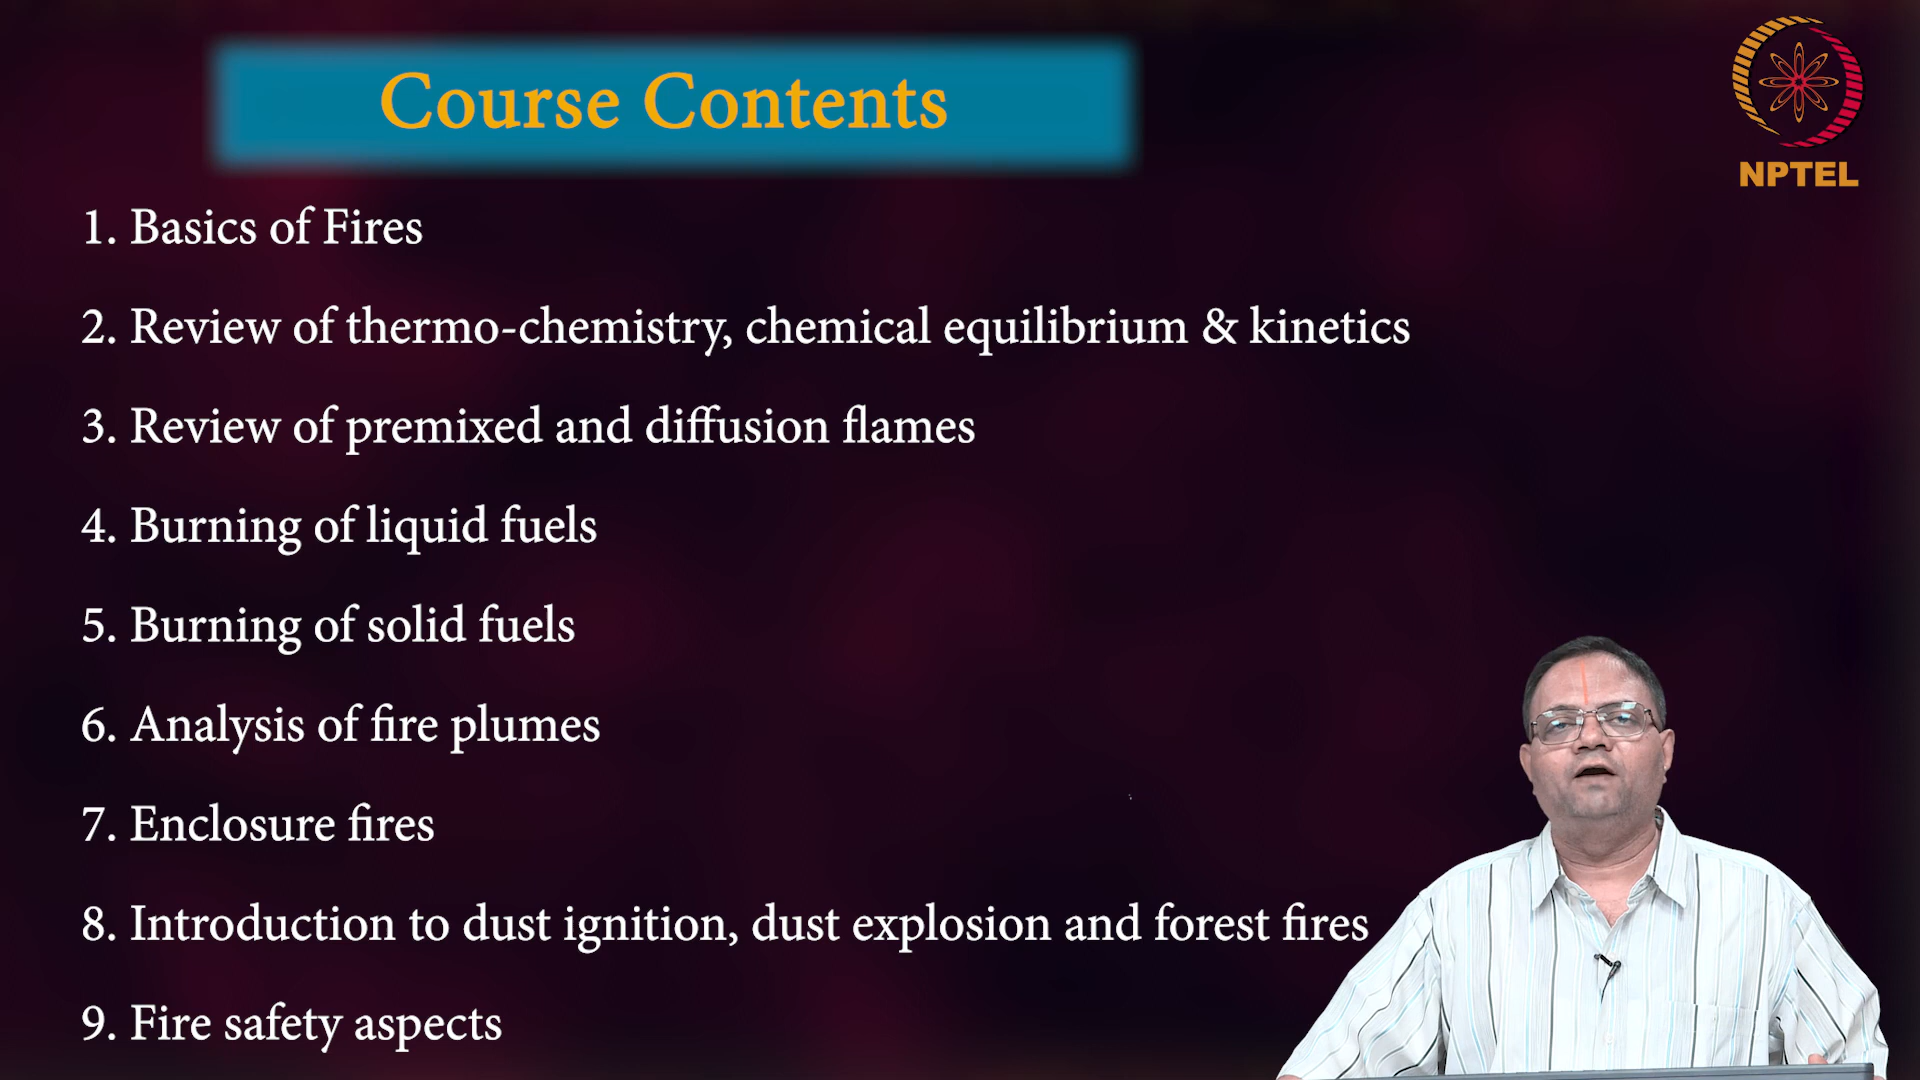 Course Contents
NPTEL
1. Basics of Fires
2. Review of thermo-chemistry, chemical equilibrium & kinetics
3. Review of premixed and diffusion flames
4. Burning of liquid fuels
5. Burning of solid fuels
6. Analysis of fire plumes
7. Enclosure fires
8. Introduction to dust ignition, dust explosion and forest fires
9. Fire safety aspects